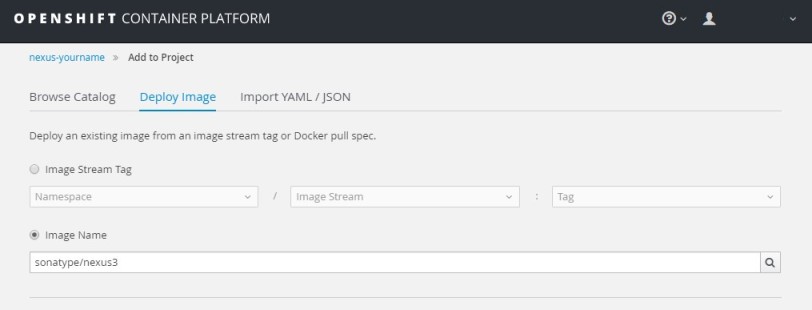 OPENSHIFT CONTAINER PLATFORM
nexus-yourname » Add to Project
Browse Catalog Deploy Image Import YAML / JSON
Deploy an existing image from an image stream tag or Docker pull spec.
Image Stream Tag
Namespace / Image Stream : Tag
Image Name
sonatype/nexus3